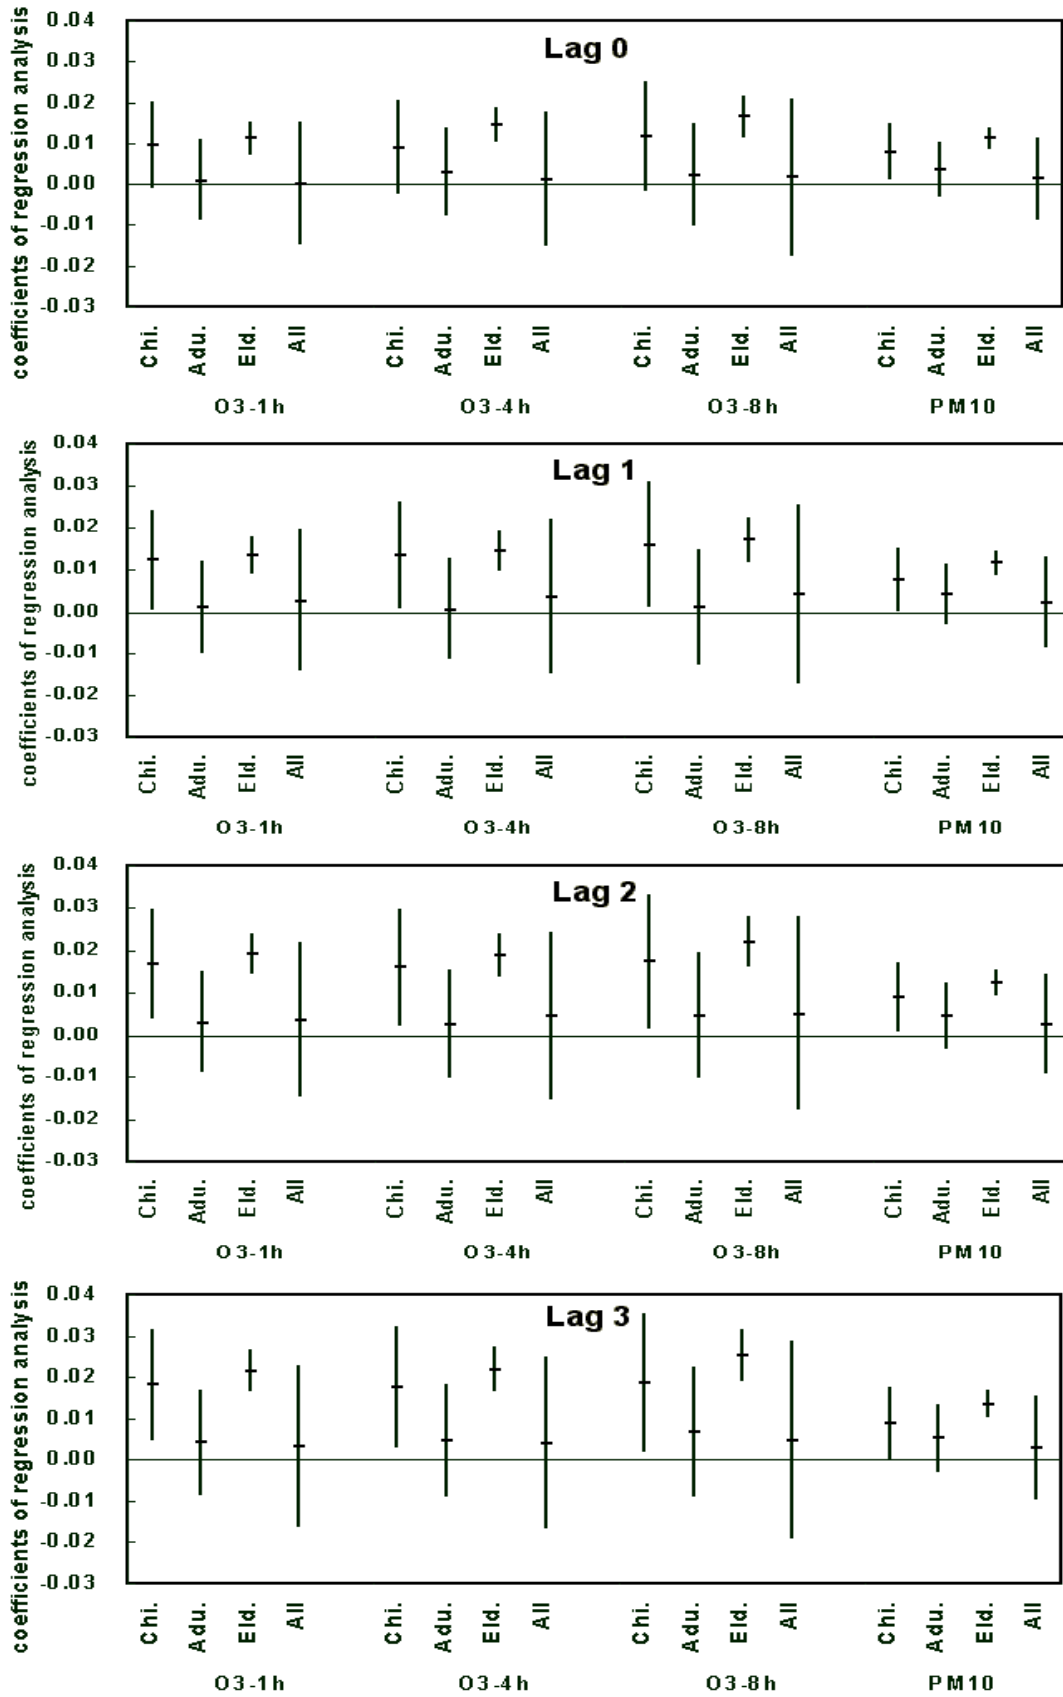 coefficients of regression analysis
Lag 0
0.04
0.03
0.02
0.01
0.00
-0.01
-0.02
-0.03
Chi. Adu. Eld. All Chi. Adu. Eld. All Chi. Adu. Eld. All Chi. Adu. Eld. All
O3-1h O3-4h O3-8h PM10
coefficients of regression analysis
Lag 1
0.04
0.03
0.02
0.01
0.00
-0.01
-0.02
-0.03
Chi. Adu. Eld. All Chi. Adu. Eld. All Chi. Adu. Eld. All Chi. Adu. Eld. All
O3-1h O3-4h O3-8h PM10
coefficients of regression analysis
Lag 2
0.04
0.03
0.02
0.01
0.00
-0.01
-0.02
-0.03
Chi. Adu. Eld. All Chi. Adu. Eld. All Chi. Adu. Eld. All Chi. Adu. Eld. All
O3-1h O3-4h O3-8h PM10
coefficients of regression analysis
Lag 3
0.04
0.03
0.02
0.01
0.00
-0.01
-0.02
-0.03
Chi. Adu. Eld. All Chi. Adu. Eld. All Chi. Adu. Eld. All Chi. Adu. Eld. All
O3-1h O3-4h O3-8h PM10